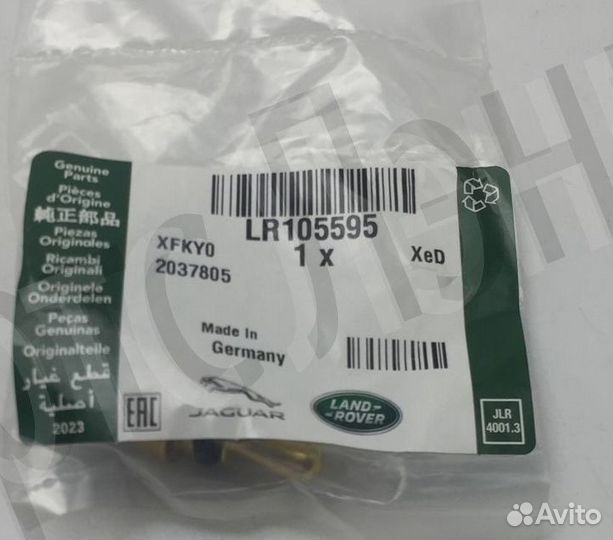 Genuine
Parts
Pièces
d'Origine
純正部品
Piezas
Originales
Ricambi
Originali
Originele
Onderdelen
Peças
Genuinas
Originalteile
قطع غيار
أصلية
2023
LR105595
1 x
XFKY0
2037805
XeD
Made In
Germany
EAC
JAGUAR
LAND-
-ROVER
JLR
4001.3
Avito